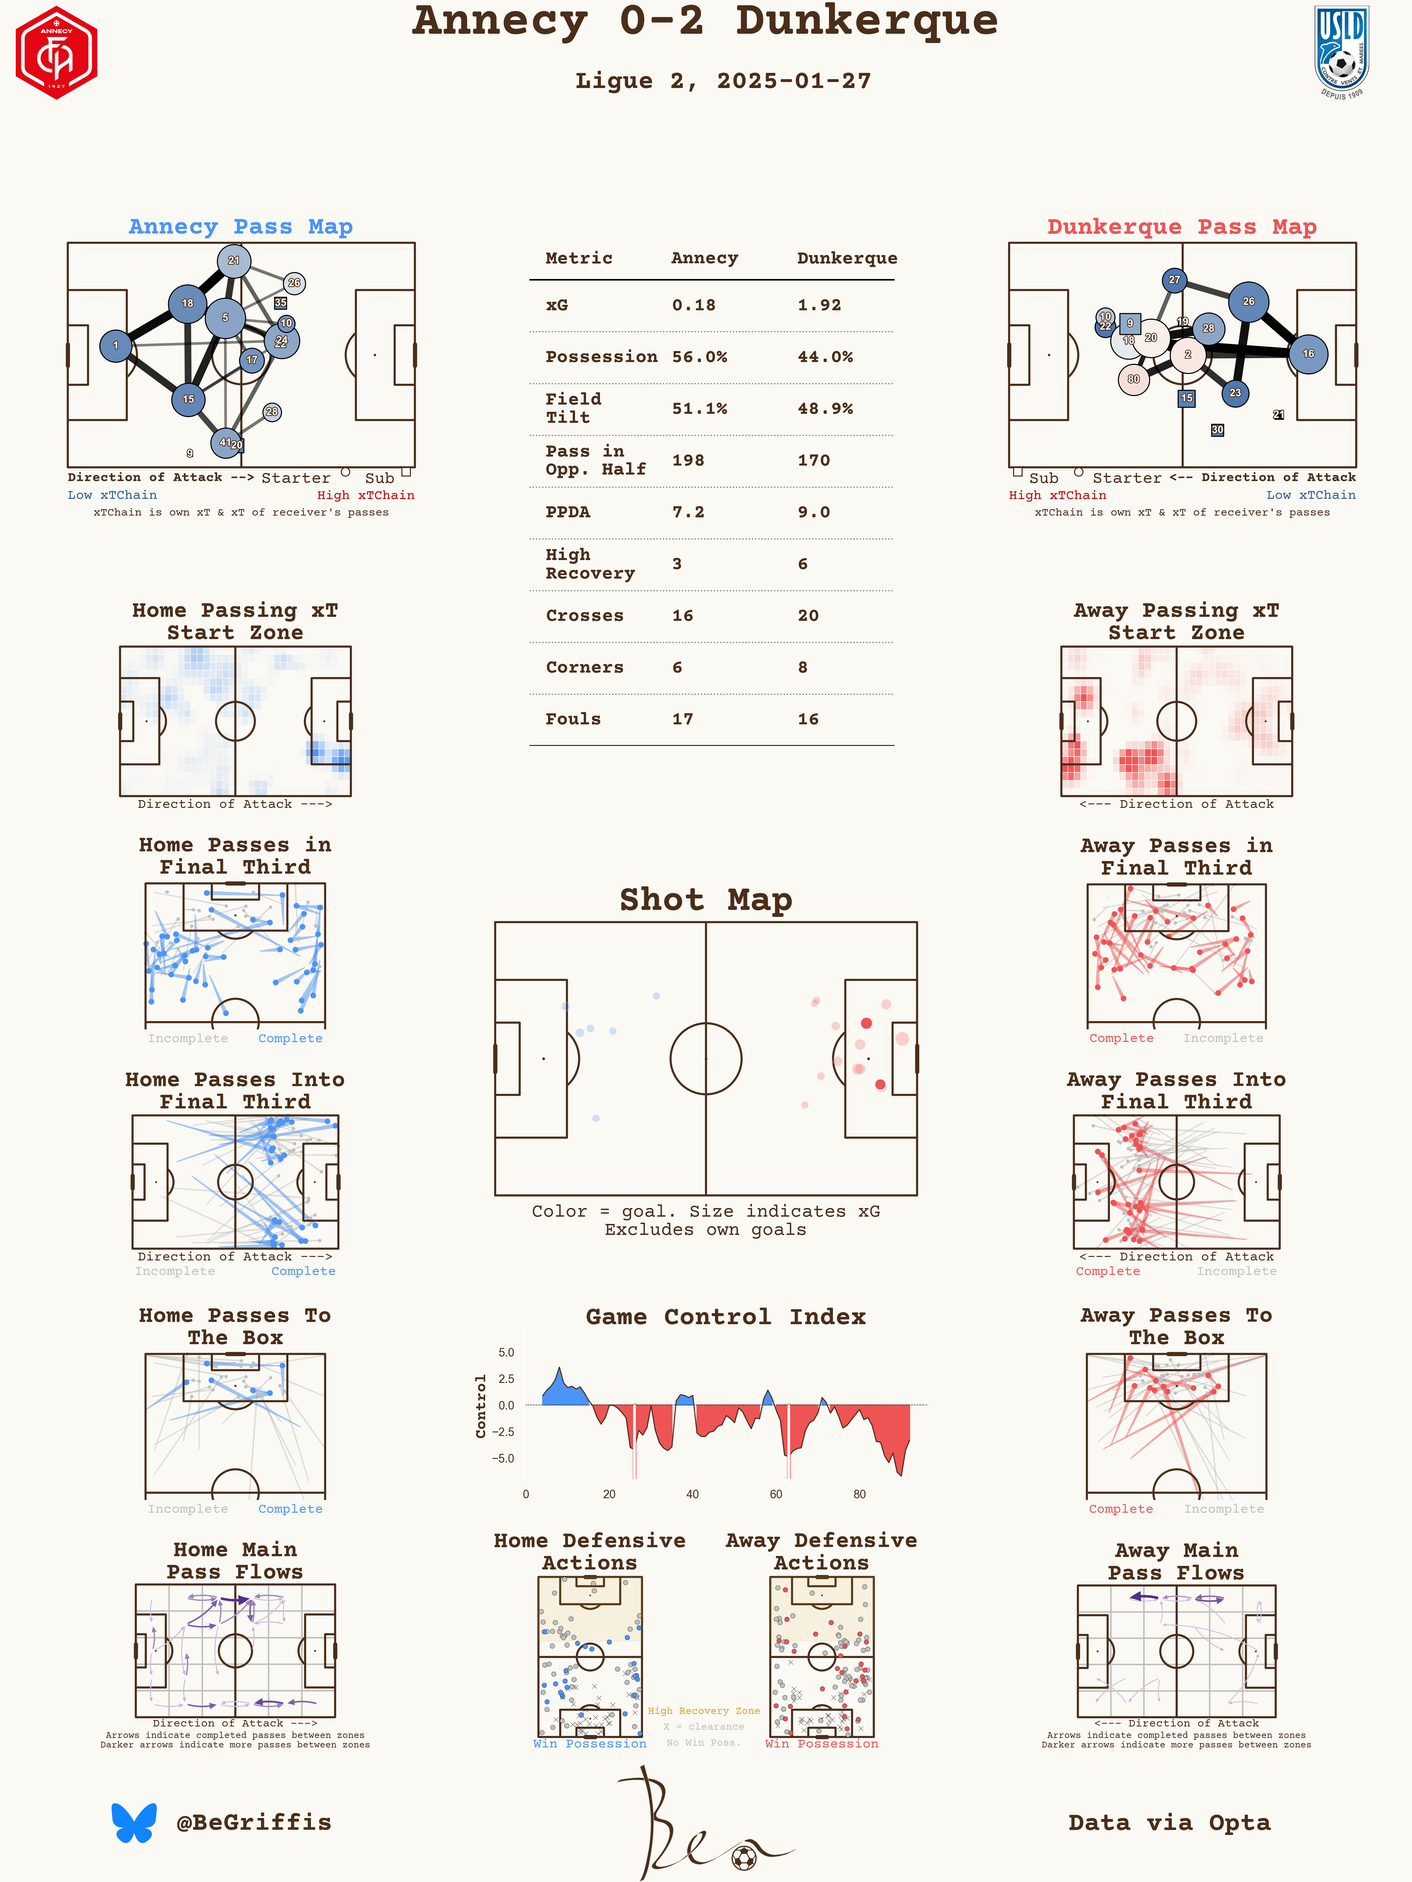 Annecy 0-2 Dunkerque
Ligue 2, 2025-01-27
ANNECY
1927
USLD
CONTRE VENTS ET MAREES
DEPUIS 1909
Annecy Pass Map
21
26
18
35
5
10
24
1
17
15
28
41
20
9
Direction of Attack --> Starter Sub
Low xTChain High xTChain
xTChain is own xT & xT of receiver's passes
Metric Annecy Dunkerque
xG 0.18 1.92
Possession 56.0% 44.0%
Field
Tilt 51.1% 48.9%
Pass in
Opp. Half 198 170
PPDA 7.2 9.0
High
Recovery 3 6
Crosses 16 20
Corners 6 8
Fouls 17 16
Dunkerque Pass Map
27
26
10
22
9
19
28
18
20
2
16
80
23
15
21
30
Sub Starter <-- Direction of Attack
High xTChain Low xTChain
xTChain is own xT & xT of receiver's passes
Home Passing xT
Start Zone
Direction of Attack --->
Away Passing xT
Start Zone
<--- Direction of Attack
Home Passes in
Final Third
Incomplete Complete
Away Passes in
Final Third
Complete Incomplete
Shot Map
Color = goal. Size indicates xG
Excludes own goals
Home Passes Into
Final Third
Direction of Attack --->
Incomplete Complete
Away Passes Into
Final Third
<--- Direction of Attack
Complete Incomplete
Home Passes To
The Box
Incomplete Complete
Game Control Index
Control
5.0
2.5
0.0
−2.5
−5.0
0 20 40 60 80
Away Passes To
The Box
Complete Incomplete
Home Main
Pass Flows
Direction of Attack --->
Arrows indicate completed passes between zones
Darker arrows indicate more passes between zones
Home Defensive
Actions
Win Possession
Away Defensive
Actions
Win Possession
High Recovery Zone
X = clearance
No Win Poss.
Away Main
Pass Flows
<--- Direction of Attack
Arrows indicate completed passes between zones
Darker arrows indicate more passes between zones
@BeGriffis
Ben
Data via Opta